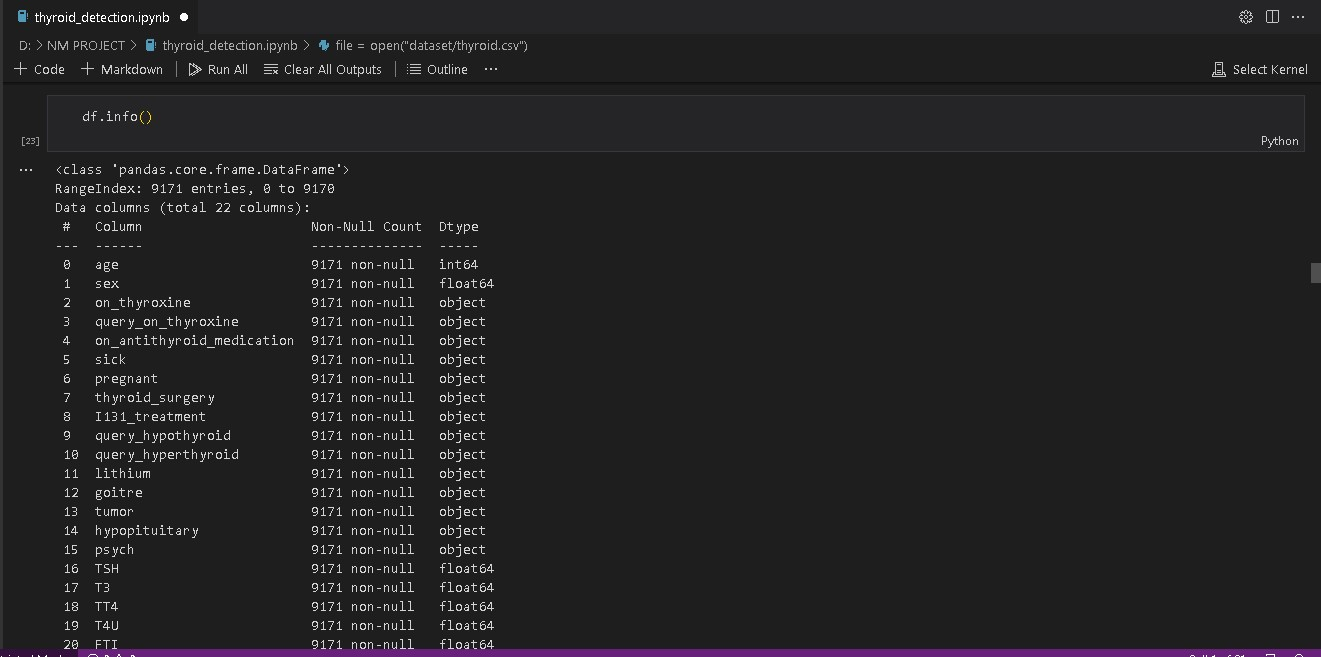 thyroid_detection.ipynb ●
D: > NM PROJECT > thyroid_detection.ipynb > file = open("dataset/thyroid.csv")
+ Code + Markdown | Run All Clear All Outputs | Outline ··· Select Kernel
df.info()
[23] Python
··· <class 'pandas.core.frame.DataFrame'>
RangeIndex: 9171 entries, 0 to 9170
Data columns (total 22 columns):
# Column Non-Null Count Dtype
--- ------ -------------- -----
0 age 9171 non-null int64
1 sex 9171 non-null float64
2 on_thyroxine 9171 non-null object
3 query_on_thyroxine 9171 non-null object
4 on_antithyroid_medication 9171 non-null object
5 sick 9171 non-null object
6 pregnant 9171 non-null object
7 thyroid_surgery 9171 non-null object
8 I131_treatment 9171 non-null object
9 query_hypothyroid 9171 non-null object
10 query_hyperthyroid 9171 non-null object
11 lithium 9171 non-null object
12 goitre 9171 non-null object
13 tumor 9171 non-null object
14 hypopituitary 9171 non-null object
15 psych 9171 non-null object
16 TSH 9171 non-null float64
17 T3 9171 non-null float64
18 TT4 9171 non-null float64
19 T4U 9171 non-null float64
20 FTI 9171 non-null float64